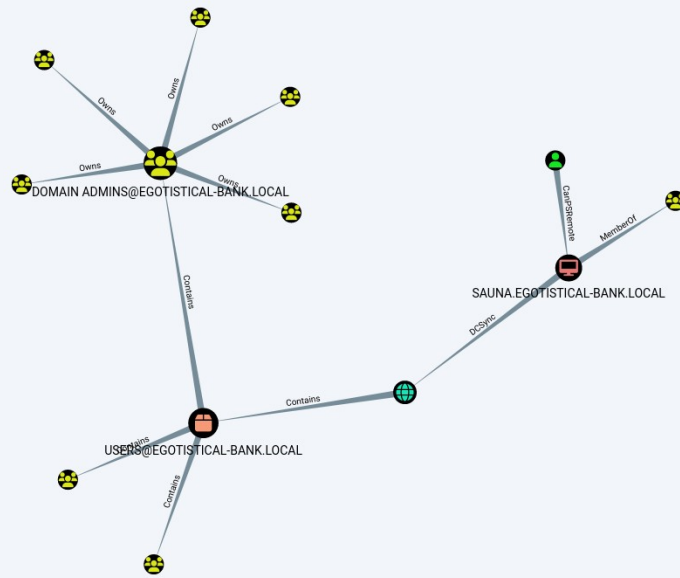 Owns
Owns
Owns
Owns
Owns
DOMAIN ADMINS@EGOTISTICAL-BANK.LOCAL
CanPSRemote
MemberOf
SAUNA.EGOTISTICAL-BANK.LOCAL
Contains
DCSync
Contains
Contains
USERS@EGOTISTICAL-BANK.LOCAL
Contains